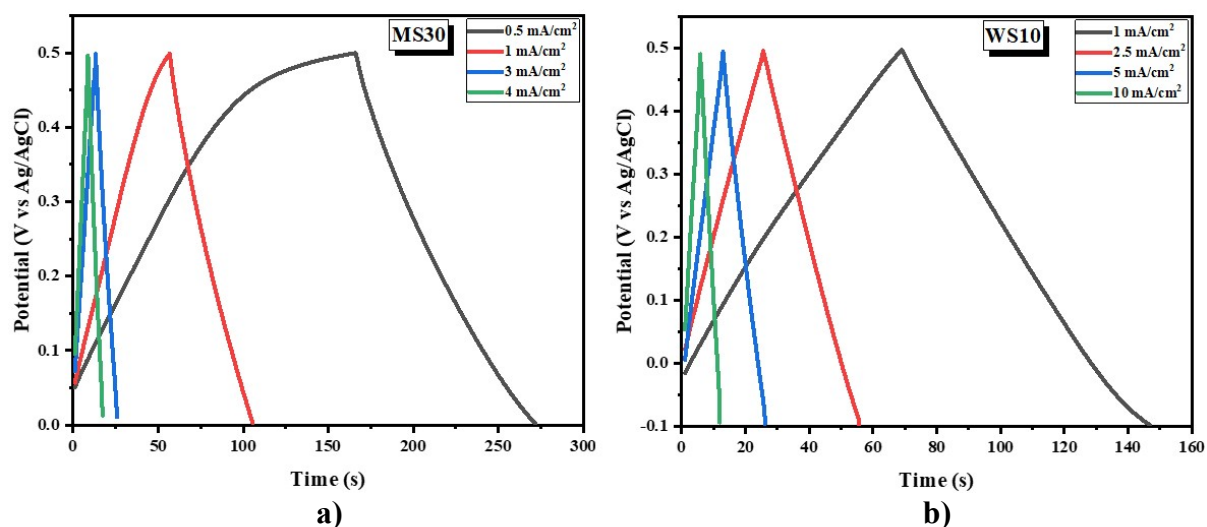 MS30
0.5 mA/cm²
1 mA/cm²
3 mA/cm²
4 mA/cm²
Potential (V vs Ag/AgCl)
0.5
0.4
0.3
0.2
0.1
0.0
0 50 100 150 200 250 300
Time (s)
a)
WS10
1 mA/cm²
2.5 mA/cm²
5 mA/cm²
10 mA/cm²
Potential (V vs Ag/AgCl)
0.5
0.4
0.3
0.2
0.1
0.0
-0.1
0 20 40 60 80 100 120 140 160
Time (s)
b)